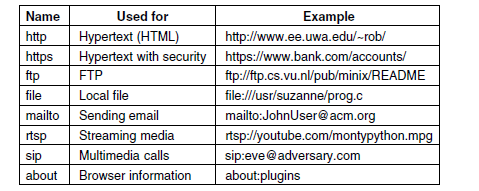 Name Used for Example
http Hypertext (HTML) http://www.ee.uwa.edu/~rob/
https Hypertext with security https://www.bank.com/accounts/
ftp FTP ftp://ftp.cs.vu.nl/pub/minix/README
file Local file file:///usr/suzanne/prog.c
mailto Sending email mailto:JohnUser@acm.org
rtsp Streaming media rtsp://youtube.com/montypython.mpg
sip Multimedia calls sip:eve@adversary.com
about Browser information about:plugins